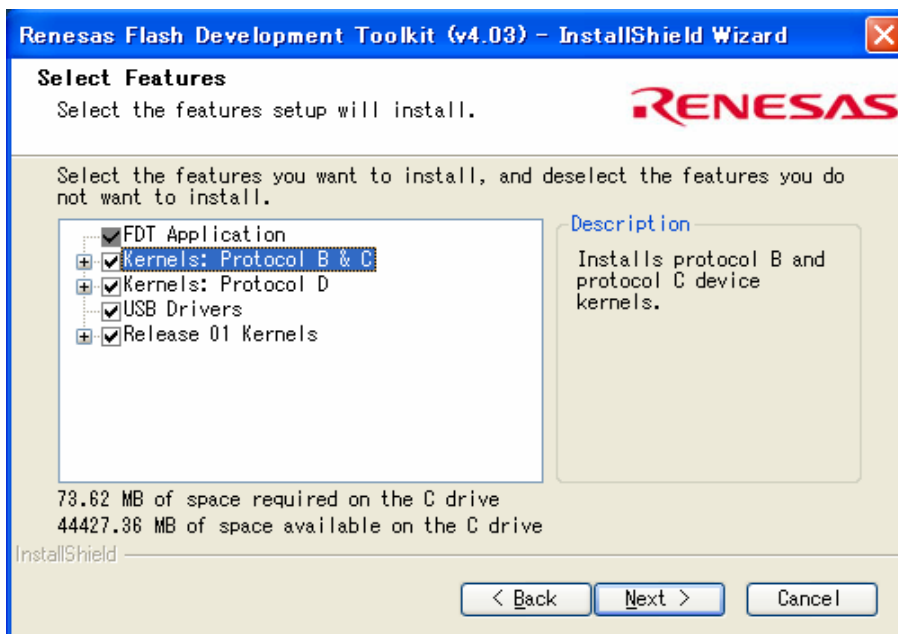 Renesas Flash Development Toolkit (v4.03) - InstallShield Wizard
Select Features
Select the features setup will install.
RENESAS
Select the features you want to install, and deselect the features you do
not want to install.
FDT Application
Kernels: Protocol B & C
Kernels: Protocol D
USB Drivers
Release 01 Kernels
Description
Installs protocol B and
protocol C device
kernels.
73.62 MB of space required on the C drive
44427.36 MB of space available on the C drive
InstallShield
< Back
Next >
Cancel